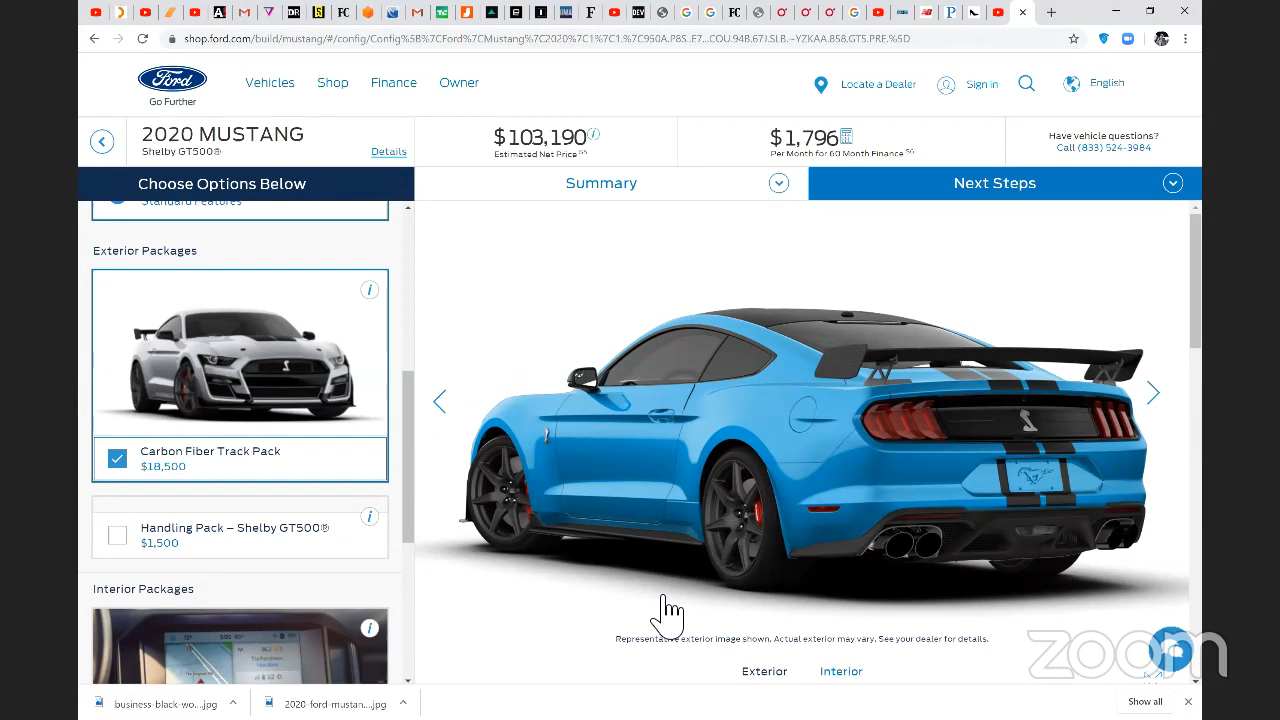 shop.ford.com/build/mustang/#/config/Config%5B%7CFord%7CMustang%7C2020%7C1%7C1.%7C950A.P8S..E7...COU.94B.67J.SLB.~YZKAA.858.GT5.PRE.%5D
Ford
Go Further
Vehicles
Shop
Finance
Owner
Locate a Dealer
Sign in
English
2020 MUSTANG
Shelby GT500®
Details
$103,190
Estimated Net Price
$1,796
Per Month for 60 Month Finance
Have vehicle questions?
Call (833) 524-3984
Choose Options Below
Summary
Next Steps
Standard Features
Exterior Packages
Carbon Fiber Track Pack
$18,500
Handling Pack – Shelby GT500®
$1,500
Interior Packages
Representative exterior image shown. Actual exterior may vary. See your dealer for details.
Exterior
Interior
zoom
business-black-wo....jpg
2020-ford-mustan....jpg
Show all